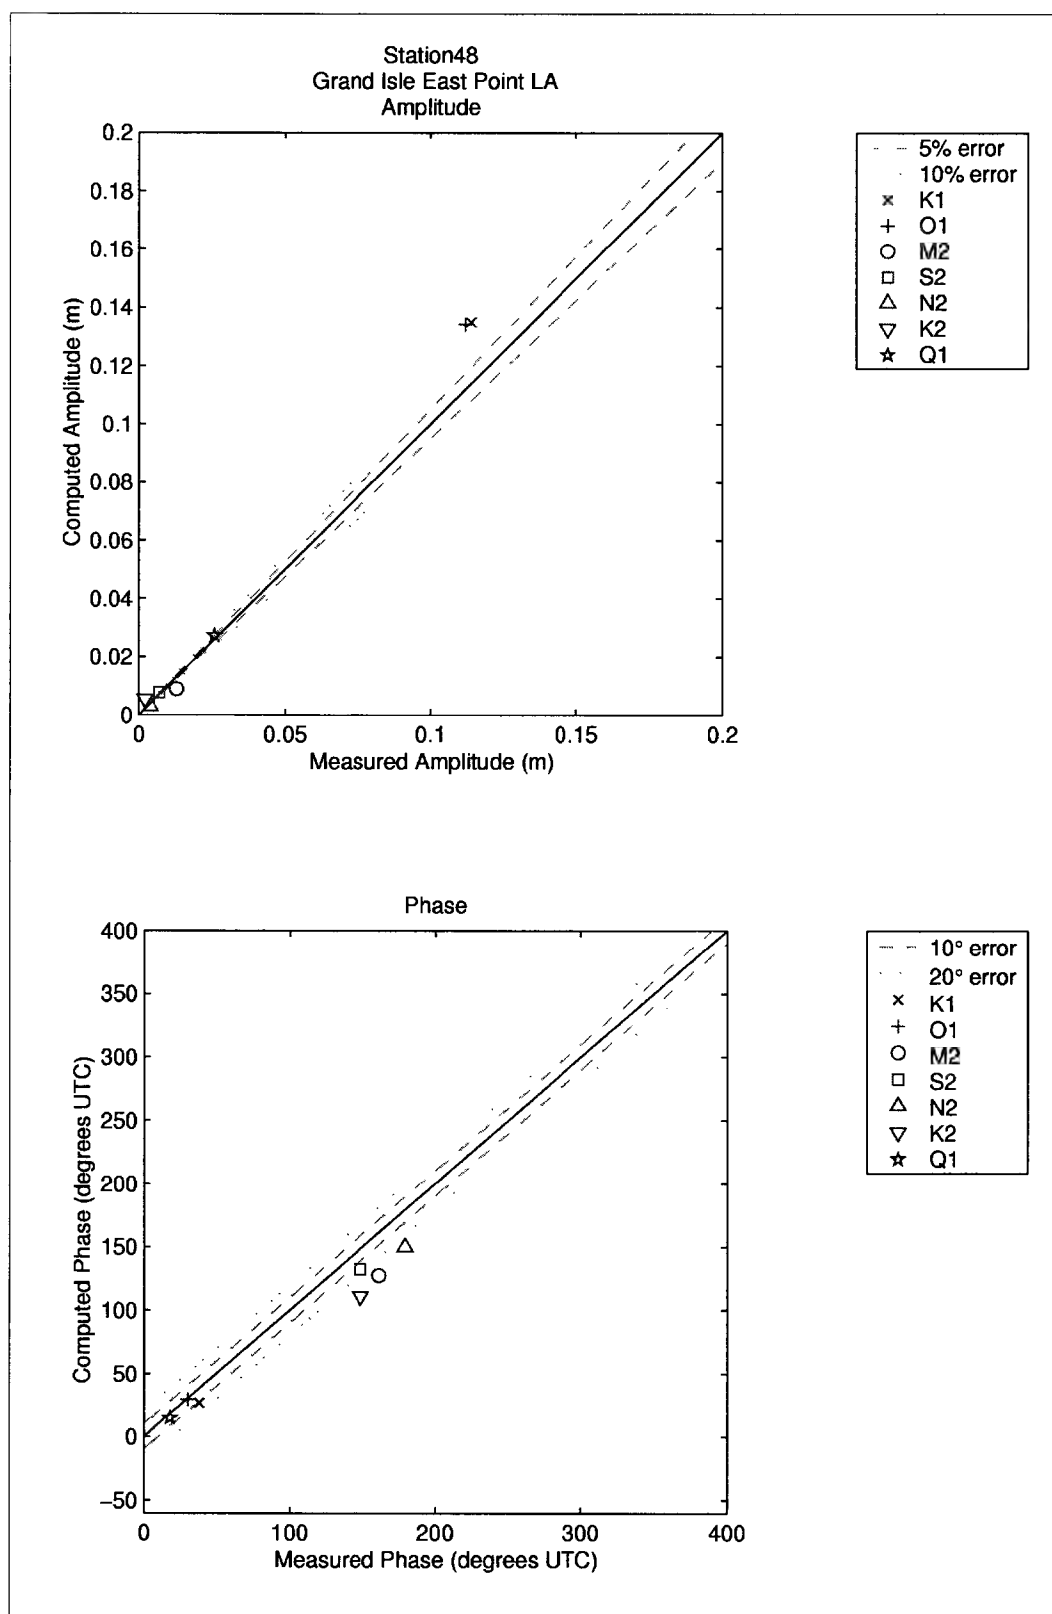 Station48
Grand Isle East Point LA
Amplitude
0.2
0.18
0.16
0.14
0.12
0.1
0.08
0.06
0.04
0.02
0
Computed Amplitude (m)
0
0.05
0.1
0.15
0.2
Measured Amplitude (m)
5% error
10% error
K1
O1
M2
S2
N2
K2
Q1
Phase
400
350
300
250
200
150
100
50
0
−50
Computed Phase (degrees UTC)
0
100
200
300
400
Measured Phase (degrees UTC)
10° error
20° error
K1
O1
M2
S2
N2
K2
Q1